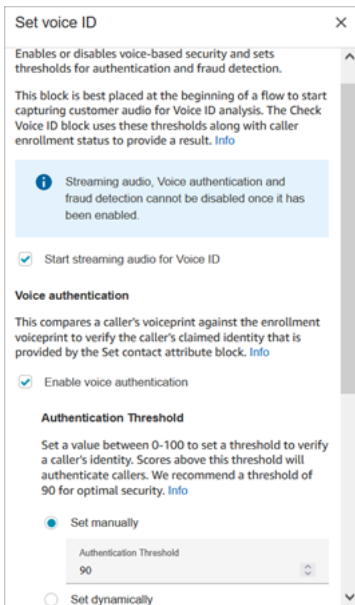 Set voice ID
Enables or disables voice-based security and sets
thresholds for authentication and fraud detection.
This block is best placed at the beginning of a flow to start
capturing customer audio for Voice ID analysis. The Check
Voice ID block uses these thresholds along with caller
enrollment status to provide a result. Info
Streaming audio, Voice authentication and
fraud detection cannot be disabled once it has
been enabled.
Start streaming audio for Voice ID
Voice authentication
This compares a caller's voiceprint against the enrollment
voiceprint to verify the caller's claimed identity that is
provided by the Set contact attribute block. Info
Enable voice authentication
Authentication Threshold
Set a value between 0-100 to set a threshold to verify
a caller's identity. Scores above this threshold will
authenticate callers. We recommend a threshold of
90 for optimal security. Info
Set manually
Authentication Threshold
90
Set dynamically